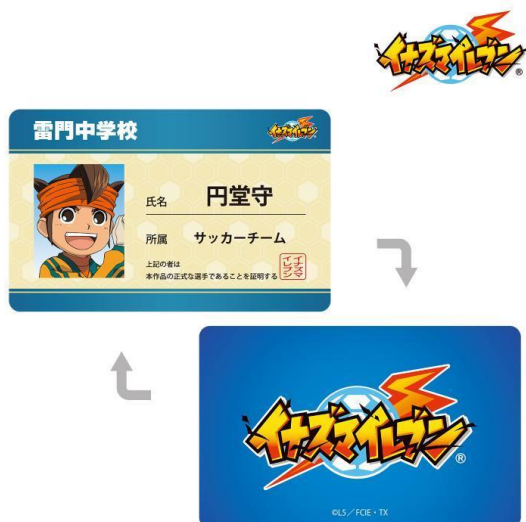 イナズマイレブン®
雷門中学校
イナズマイレブン
氏名 円堂守
所属 サッカーチーム
上記の者は
本作品の正式な選手であることを証明する
イナズマ
イレブン
イナズマイレブン®
©L5／FCIE・TX